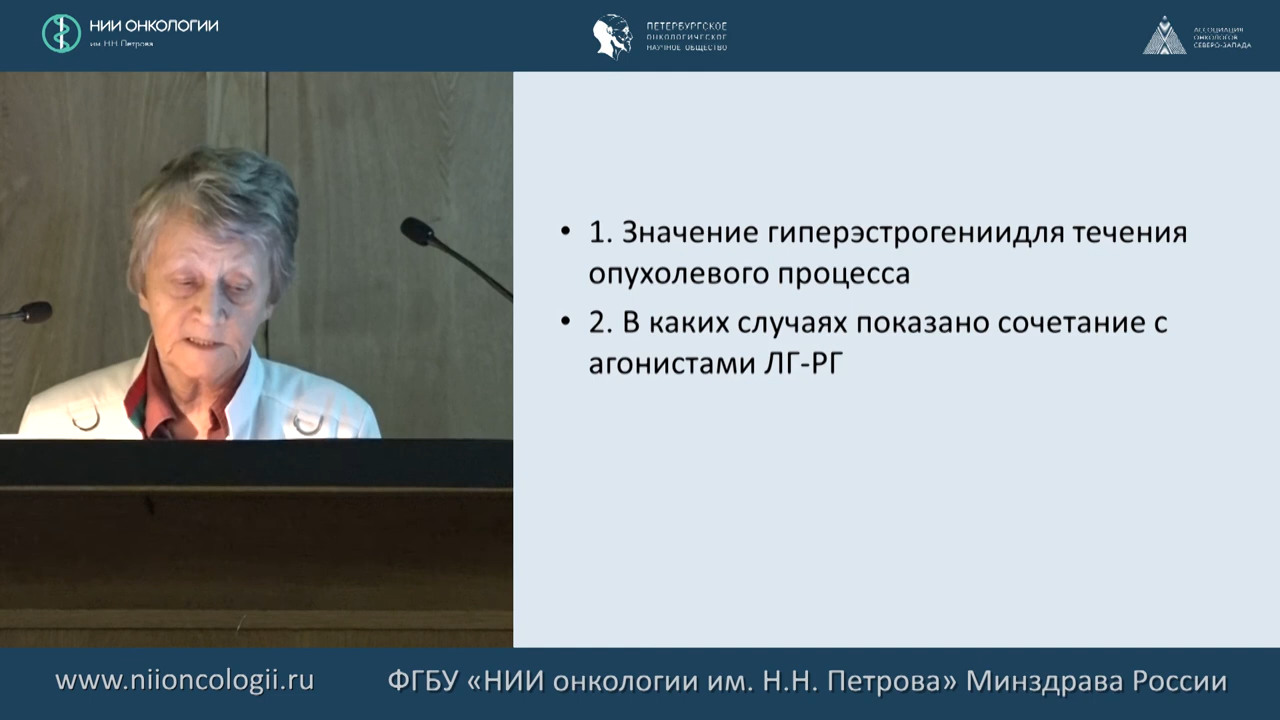 НИИ ОНКОЛОГИИ
им. Н.Н. Петрова
ПЕТЕРБУРГСКОЕ
ОНКОЛОГИЧЕСКОЕ
НАУЧНОЕ ОБЩЕСТВО
АССОЦИАЦИЯ
ОНКОЛОГОВ
СЕВЕРО-ЗАПАДА
• 1. Значение гиперэстрогениидля течения
опухолевого процесса
• 2. В каких случаях показано сочетание с
агонистами ЛГ-РГ
www.niioncologii.ru
ФГБУ «НИИ онкологии им. Н.Н. Петрова» Минздрава России